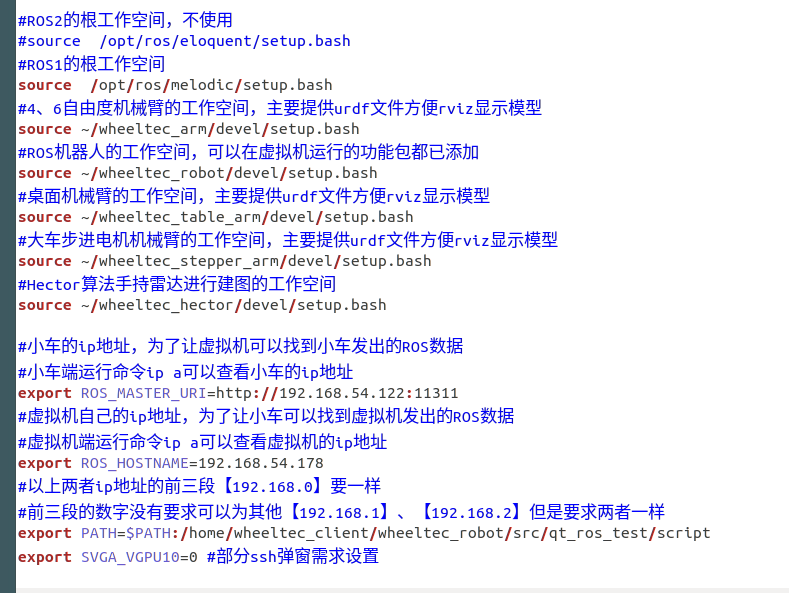 #ROS2的根工作空间，不使用
#source  /opt/ros/eloquent/setup.bash
#ROS1的根工作空间
source  /opt/ros/melodic/setup.bash
#4、6自由度机械臂的工作空间，主要提供urdf文件方便rviz显示模型
source ~/wheeltec_arm/devel/setup.bash
#ROS机器人的工作空间，可以在虚拟机运行的功能包都已添加
source ~/wheeltec_robot/devel/setup.bash
#桌面机械臂的工作空间，主要提供urdf文件方便rviz显示模型
source ~/wheeltec_table_arm/devel/setup.bash
#大车步进电机机械臂的工作空间，主要提供urdf文件方便rviz显示模型
source ~/wheeltec_stepper_arm/devel/setup.bash
#Hector算法手持雷达进行建图的工作空间
source ~/wheeltec_hector/devel/setup.bash
#小车的ip地址，为了让虚拟机可以找到小车发出的ROS数据
#小车端运行命令ip a可以查看小车的ip地址
export ROS_MASTER_URI=http://192.168.54.122:11311
#虚拟机自己的ip地址，为了让小车可以找到虚拟机发出的ROS数据
#虚拟机端运行命令ip a可以查看虚拟机的ip地址
export ROS_HOSTNAME=192.168.54.178
#以上两者ip地址的前三段【192.168.0】要一样
#前三段的数字没有要求可以为其他【192.168.1】、【192.168.2】但是要求两者一样
export PATH=$PATH:/home/wheeltec_client/wheeltec_robot/src/qt_ros_test/script
export SVGA_VGPU10=0 #部分ssh弹窗需求设置